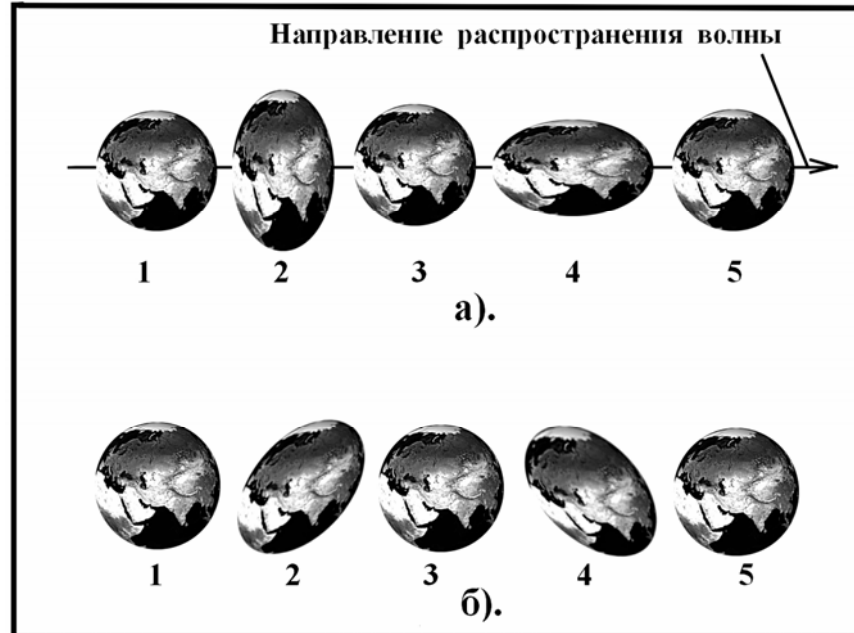 Направление распространения волны
1 2 3 4 5
а).
1 2 3 4 5
б).